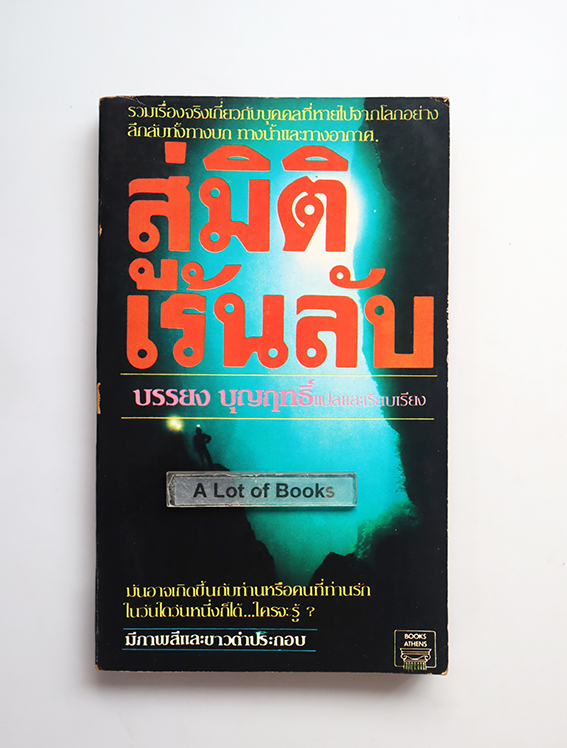 รวมเรื่องจริงเกี่ยวกับบุคคลที่หายไปจากโลกอย่าง
ลึกลับทั้งทางบก ทางน้ำและทางอากาศ.
สู่มิติ
เร้นลับ
บรรยง บุญฤทธิ์ แปลและเรียบเรียง
A Lot of Books
มันอาจเกิดขึ้นกับท่านหรือคนที่ท่านรัก
ในวันใดวันหนึ่งก็ได้...ใครจะรู้ ?
มีภาพสีและขาวดำประกอบ
BOOKS
ATHENS